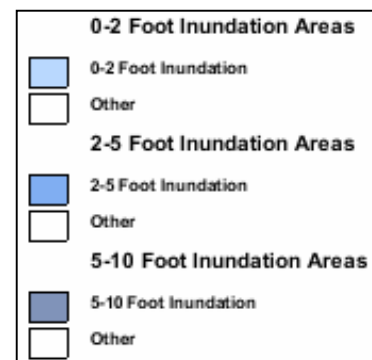 0-2 Foot Inundation Areas
0-2 Foot Inundation
Other
2-5 Foot Inundation Areas
2-5 Foot Inundation
Other
5-10 Foot Inundation Areas
5-10 Foot Inundation
Other